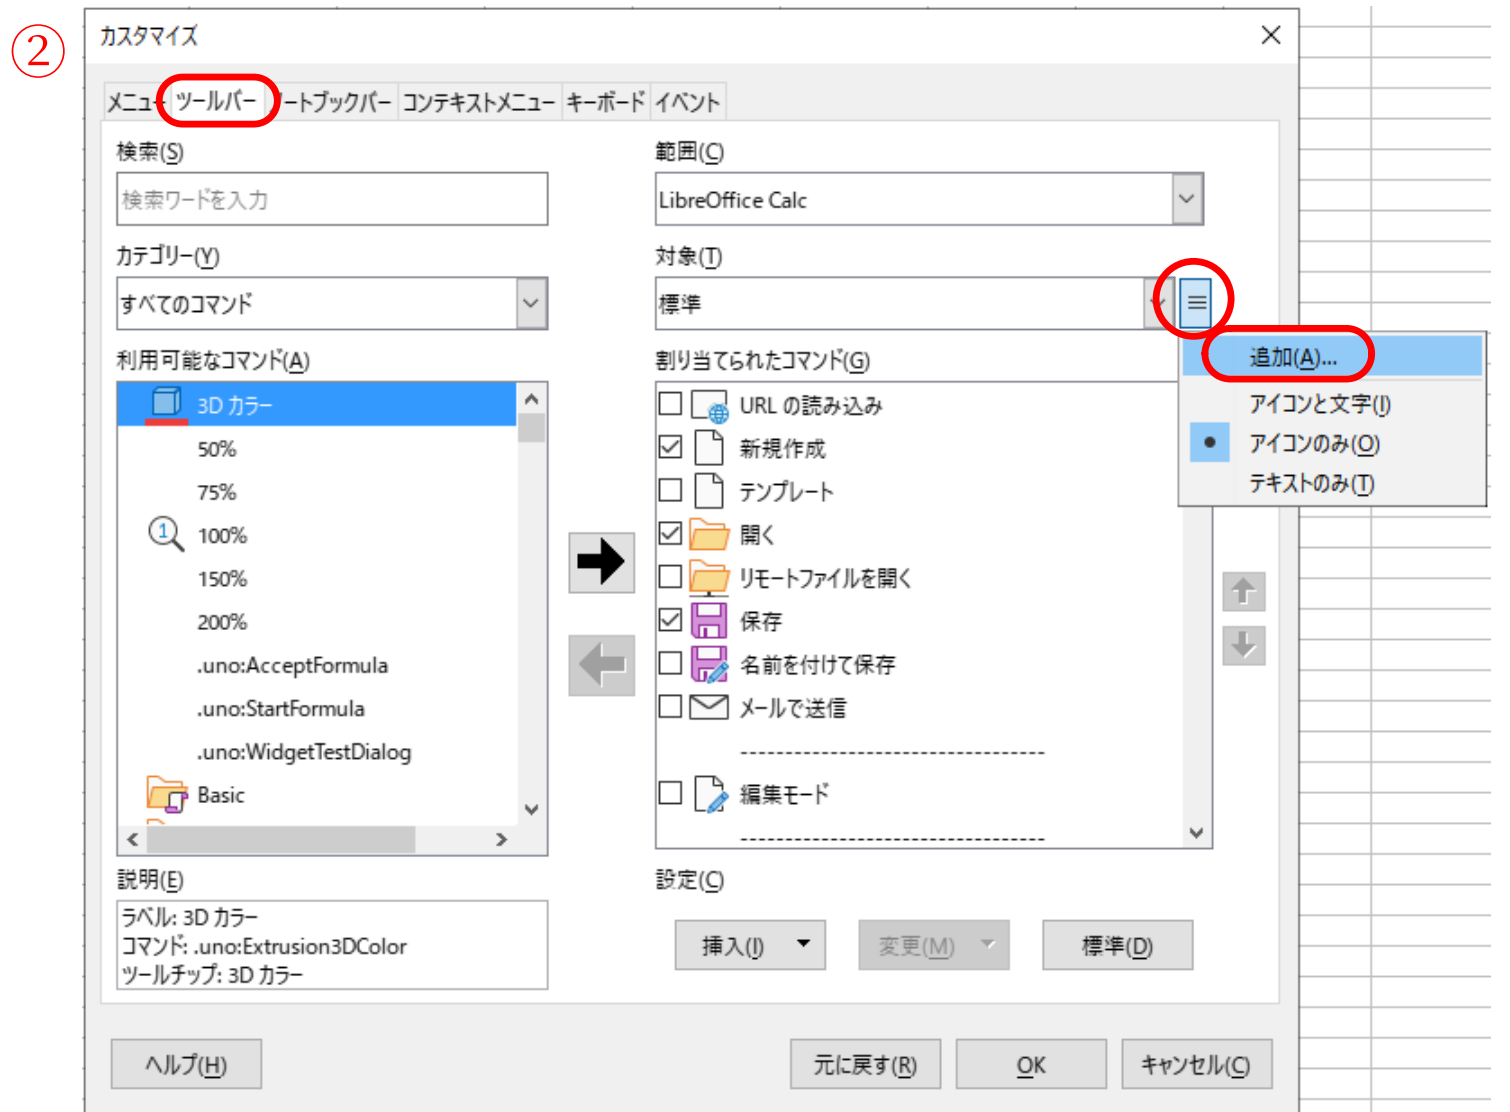 ②
カスタマイズ
メニュー ツールバー ノートブックバー コンテキストメニュー キーボード イベント
検索(S)
検索ワードを入力
カテゴリー(Y)
すべてのコマンド
利用可能なコマンド(A)
3D カラー
50%
75%
100%
150%
200%
.uno:AcceptFormula
.uno:StartFormula
.uno:WidgetTestDialog
Basic
説明(E)
ラベル: 3D カラー
コマンド: .uno:Extrusion3DColor
ツールチップ: 3D カラー
範囲(C)
LibreOffice Calc
対象(T)
標準
追加(A)...
アイコンと文字(I)
アイコンのみ(O)
テキストのみ(T)
割り当てられたコマンド(G)
URL の読み込み
新規作成
テンプレート
開く
リモートファイルを開く
保存
名前を付けて保存
メールで送信
----------------------------------
編集モード
----------------------------------
設定(C)
挿入(I) 変更(M) 標準(D)
ヘルプ(H) 元に戻す(R) OK キャンセル(C)